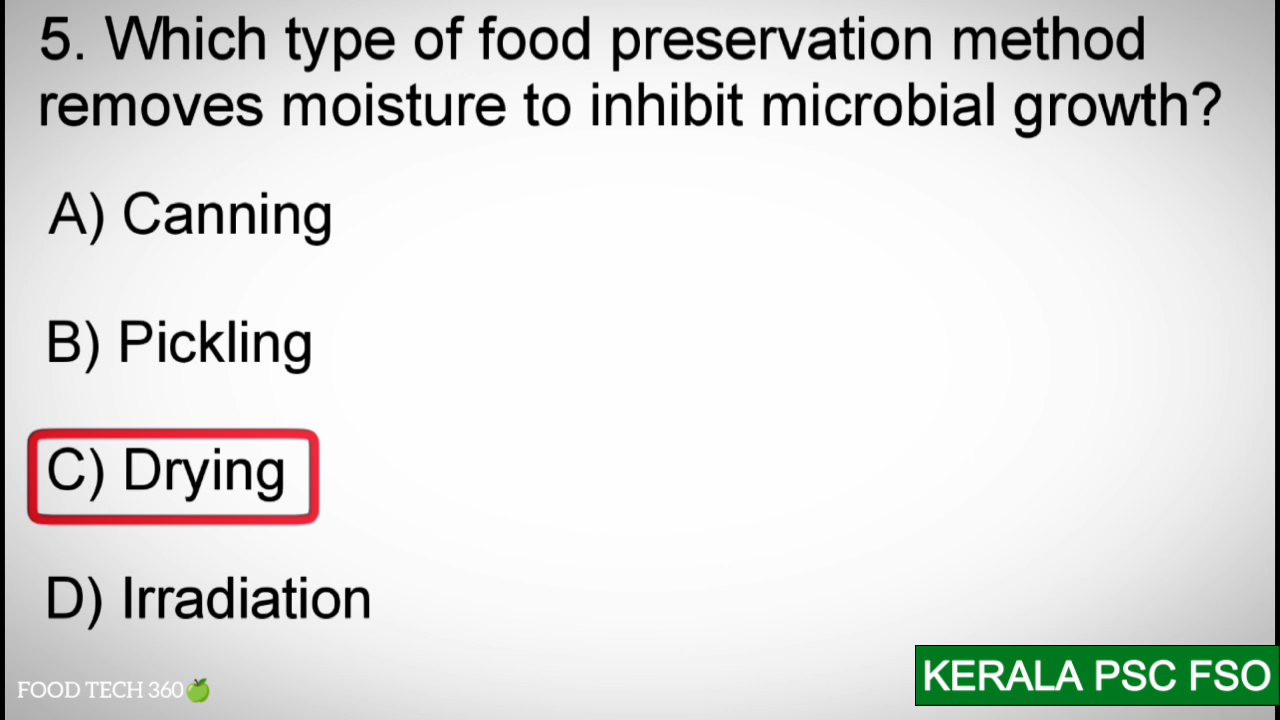 5. Which type of food preservation method
removes moisture to inhibit microbial growth?
A) Canning
B) Pickling
C) Drying
D) Irradiation
FOOD TECH 360
KERALA PSC FSO